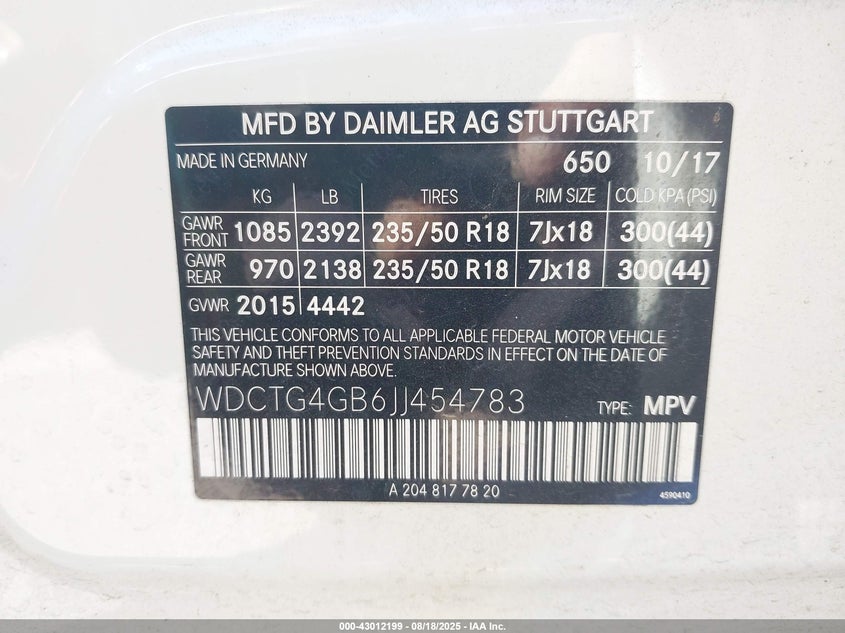 MFD BY DAIMLER AG STUTTGART
MADE IN GERMANY 650 10/17
KG LB TIRES RIM SIZE COLD KPA (PSI)
GAWR FRONT 1085 2392 235/50 R18 7Jx18 300(44)
GAWR REAR 970 2138 235/50 R18 7Jx18 300(44)
GVWR 2015 4442
THIS VEHICLE CONFORMS TO ALL APPLICABLE FEDERAL MOTOR VEHICLE
SAFETY AND THEFT PREVENTION STANDARDS IN EFFECT ON THE DATE OF
MANUFACTURE SHOWN ABOVE.
WDCTG4GB6JJ454783 TYPE: MPV
A 204 817 78 20 4590410
000-43012199 - 08/18/2025 - IAA Inc.